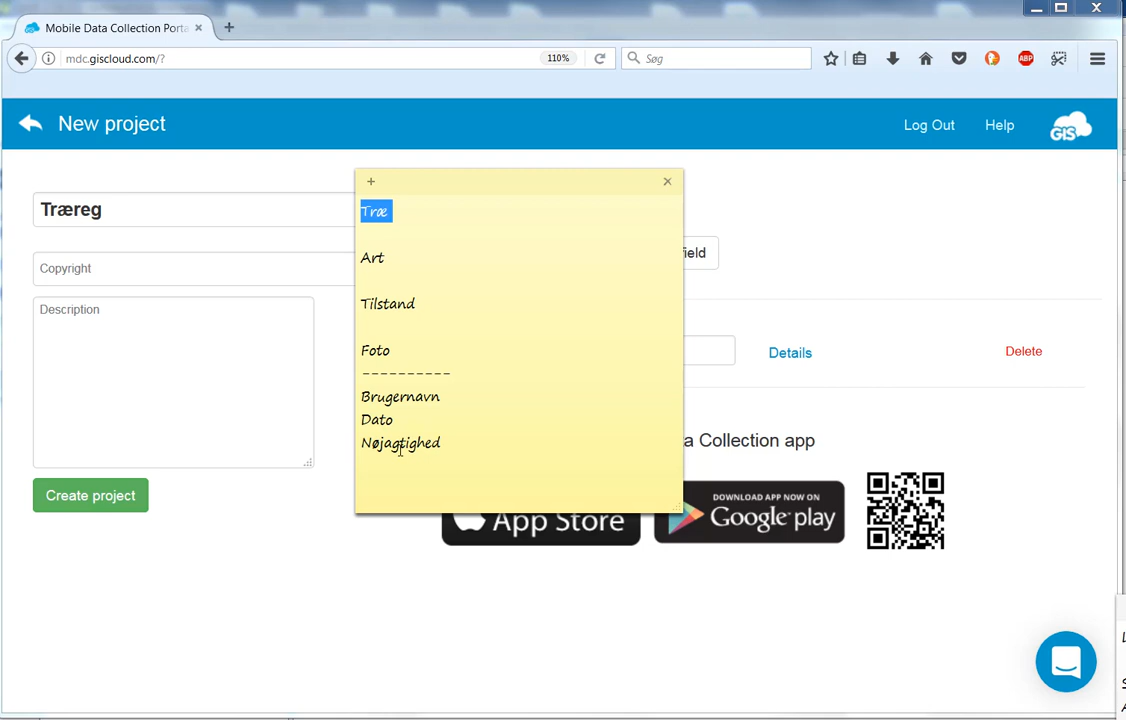 Mobile Data Collection Porta
mdc.giscloud.com/?
110%
Søg
ABP
New project
Log Out
Help
GIS
Træreg
Copyright
Description
Create project
Træ
Art
Tilstand
Foto
----------
Brugernavn
Dato
Nøjagtighed
ield
Details
Delete
a Collection app
App Store
DOWNLOAD APP NOW ON
Google play